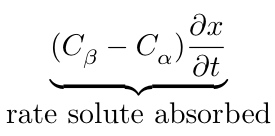 (C_β − C_α) ∂x/∂t
rate solute absorbed